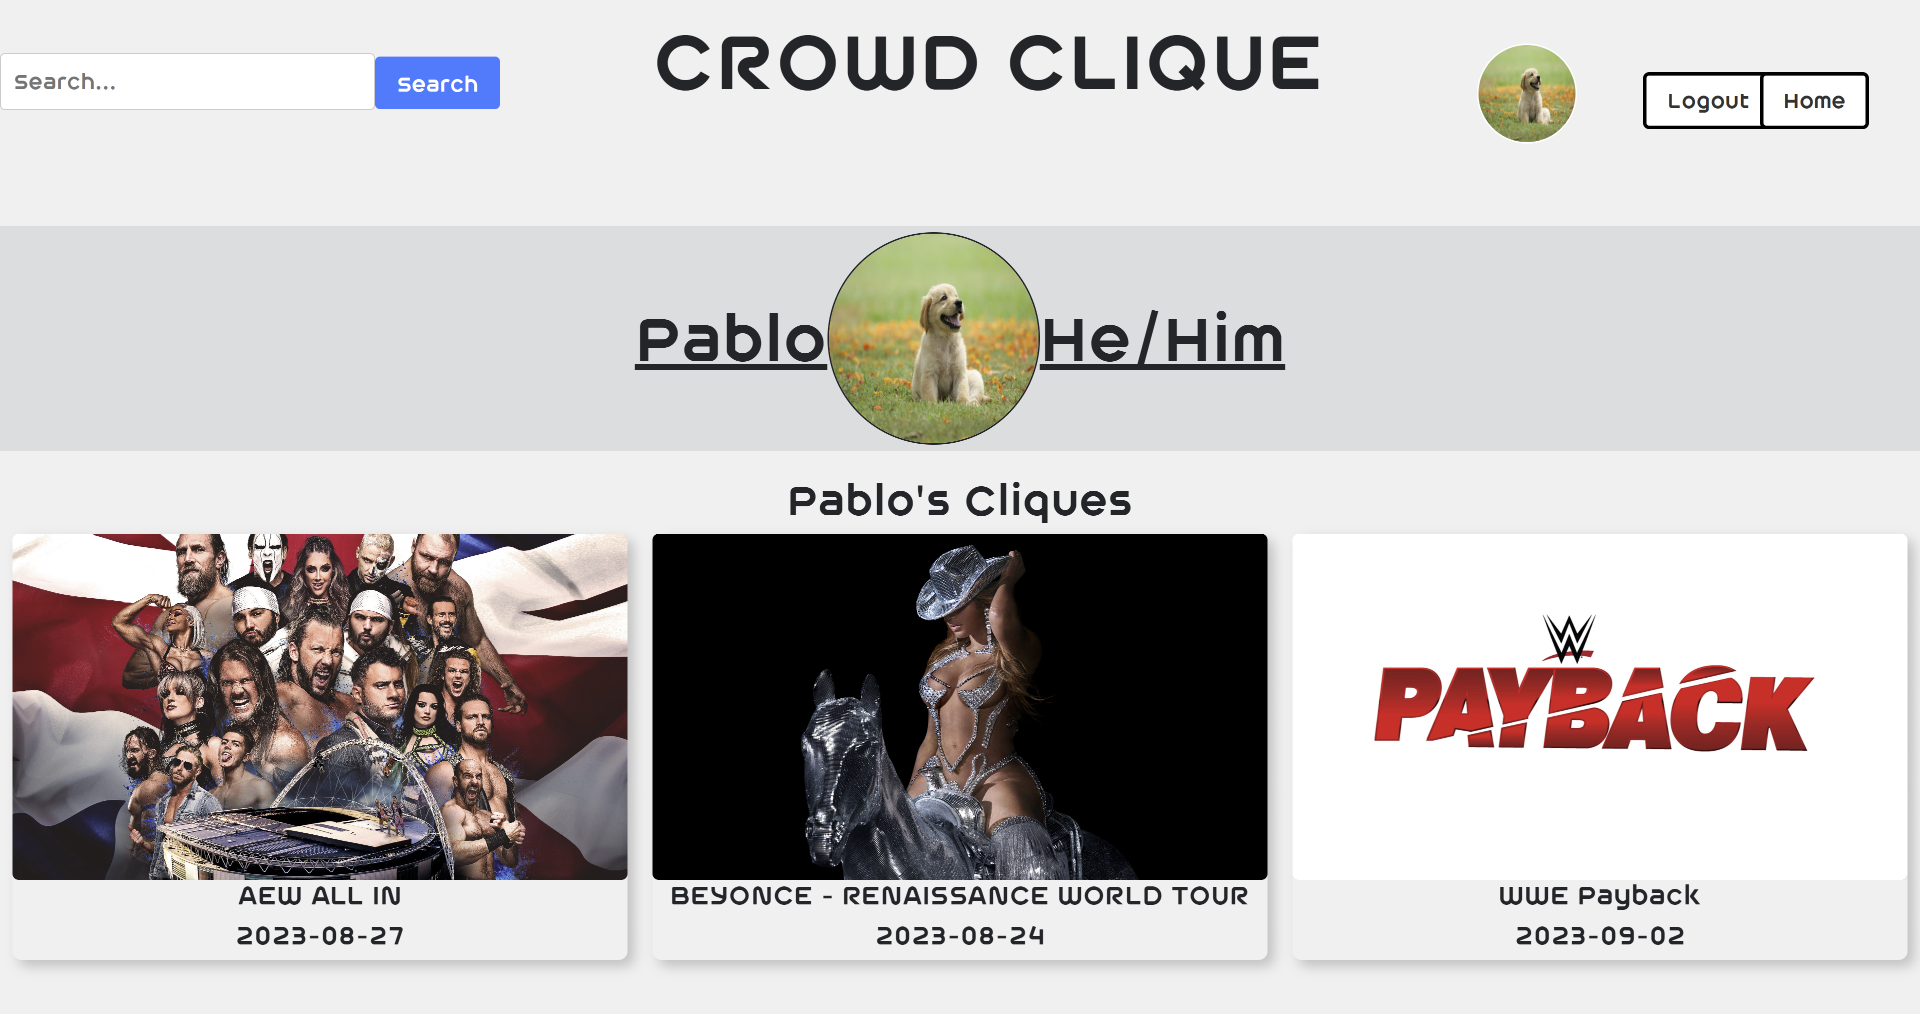 Search...
Search
CROWD CLIQUE
Logout
Home
Pablo
He/Him
Pablo's Cliques
AEW ALL IN
2023-08-27
BEYONCE - RENAISSANCE WORLD TOUR
2023-08-24
W
PAYBACK
WWE Payback
2023-09-02